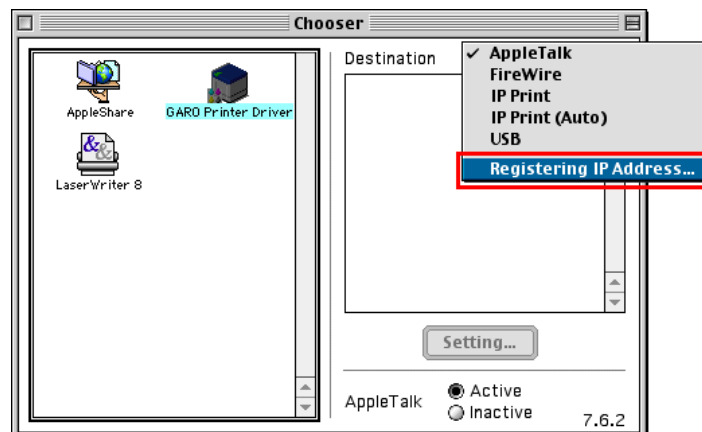 Chooser
AppleShare
GARO Printer Driver
LaserWriter 8
Destination
✓ AppleTalk
FireWire
IP Print
IP Print (Auto)
USB
Registering IP Address...
Setting...
AppleTalk
Active
Inactive
7.6.2